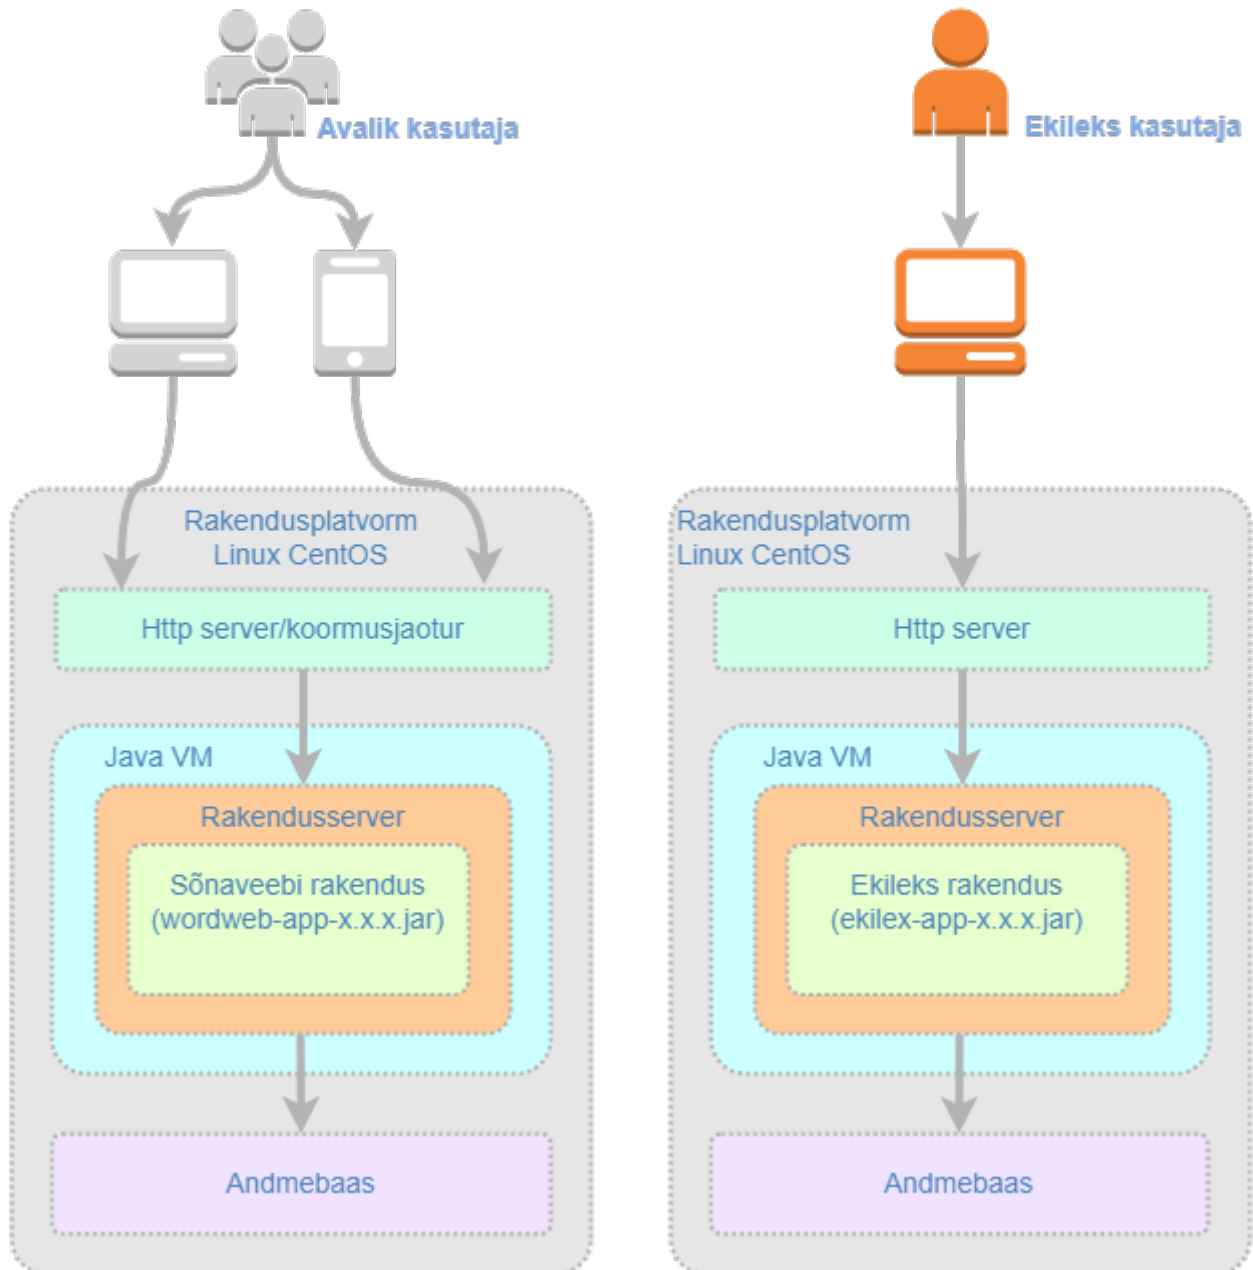 Avalik kasutaja
Ekileks kasutaja
Rakendusplatvorm
Linux CentOS
Http server/koormusjaotur
Java VM
Rakendusserver
Sõnaveebi rakendus
(wordweb-app-x.x.x.jar)
Andmebaas
Rakendusplatvorm
Linux CentOS
Http server
Java VM
Rakendusserver
Ekileks rakendus
(ekilex-app-x.x.x.jar)
Andmebaas